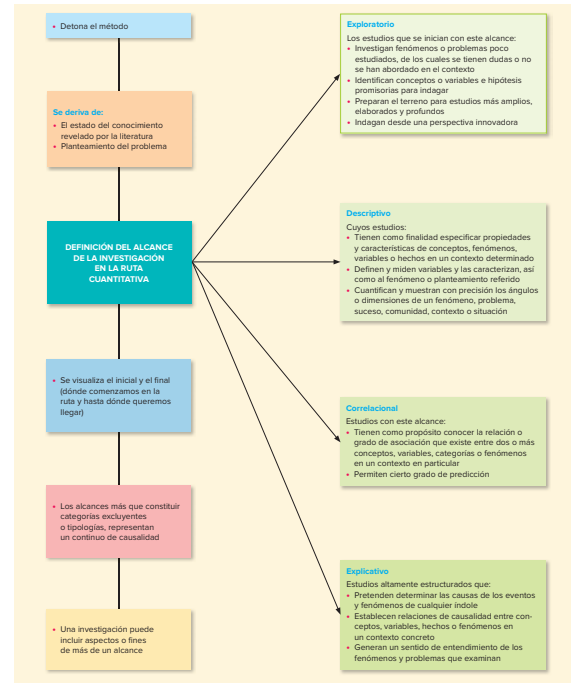 • Detona el método
Se deriva de:
• El estado del conocimiento
revelado por la literatura
• Planteamiento del problema
DEFINICIÓN DEL ALCANCE
DE LA INVESTIGACIÓN
EN LA RUTA
CUANTITATIVA
• Se visualiza el inicial y el final
(dónde comenzamos en la
ruta y hasta dónde queremos
llegar)
• Los alcances más que constituir
categorías excluyentes
o tipologías, representan
un continuo de causalidad
• Una investigación puede
incluir aspectos o fines
de más de un alcance
Exploratorio
Los estudios que se inician con este alcance:
• Investigan fenómenos o problemas poco
estudiados, de los cuales se tienen dudas o no
se han abordado en el contexto
• Identifican conceptos o variables e hipótesis
promisorias para indagar
• Preparan el terreno para estudios más amplios,
elaborados y profundos
• Indagan desde una perspectiva innovadora
Descriptivo
Cuyos estudios:
• Tienen como finalidad especificar propiedades
y características de conceptos, fenómenos,
variables o hechos en un contexto determinado
• Definen y miden variables y las caracterizan, así
como al fenómeno o planteamiento referido
• Cuantifican y muestran con precisión los ángulos
o dimensiones de un fenómeno, problema,
suceso, comunidad, contexto o situación
Correlacional
Estudios con este alcance:
• Tienen como propósito conocer la relación o
grado de asociación que existe entre dos o más
conceptos, variables, categorías o fenómenos
en un contexto en particular
• Permiten cierto grado de predicción
Explicativo
Estudios altamente estructurados que:
• Pretenden determinar las causas de los eventos
y fenómenos de cualquier índole
• Establecen relaciones de causalidad entre con-
ceptos, variables, hechos o fenómenos en
un contexto concreto
• Generan un sentido de entendimiento de los
fenómenos y problemas que examinan